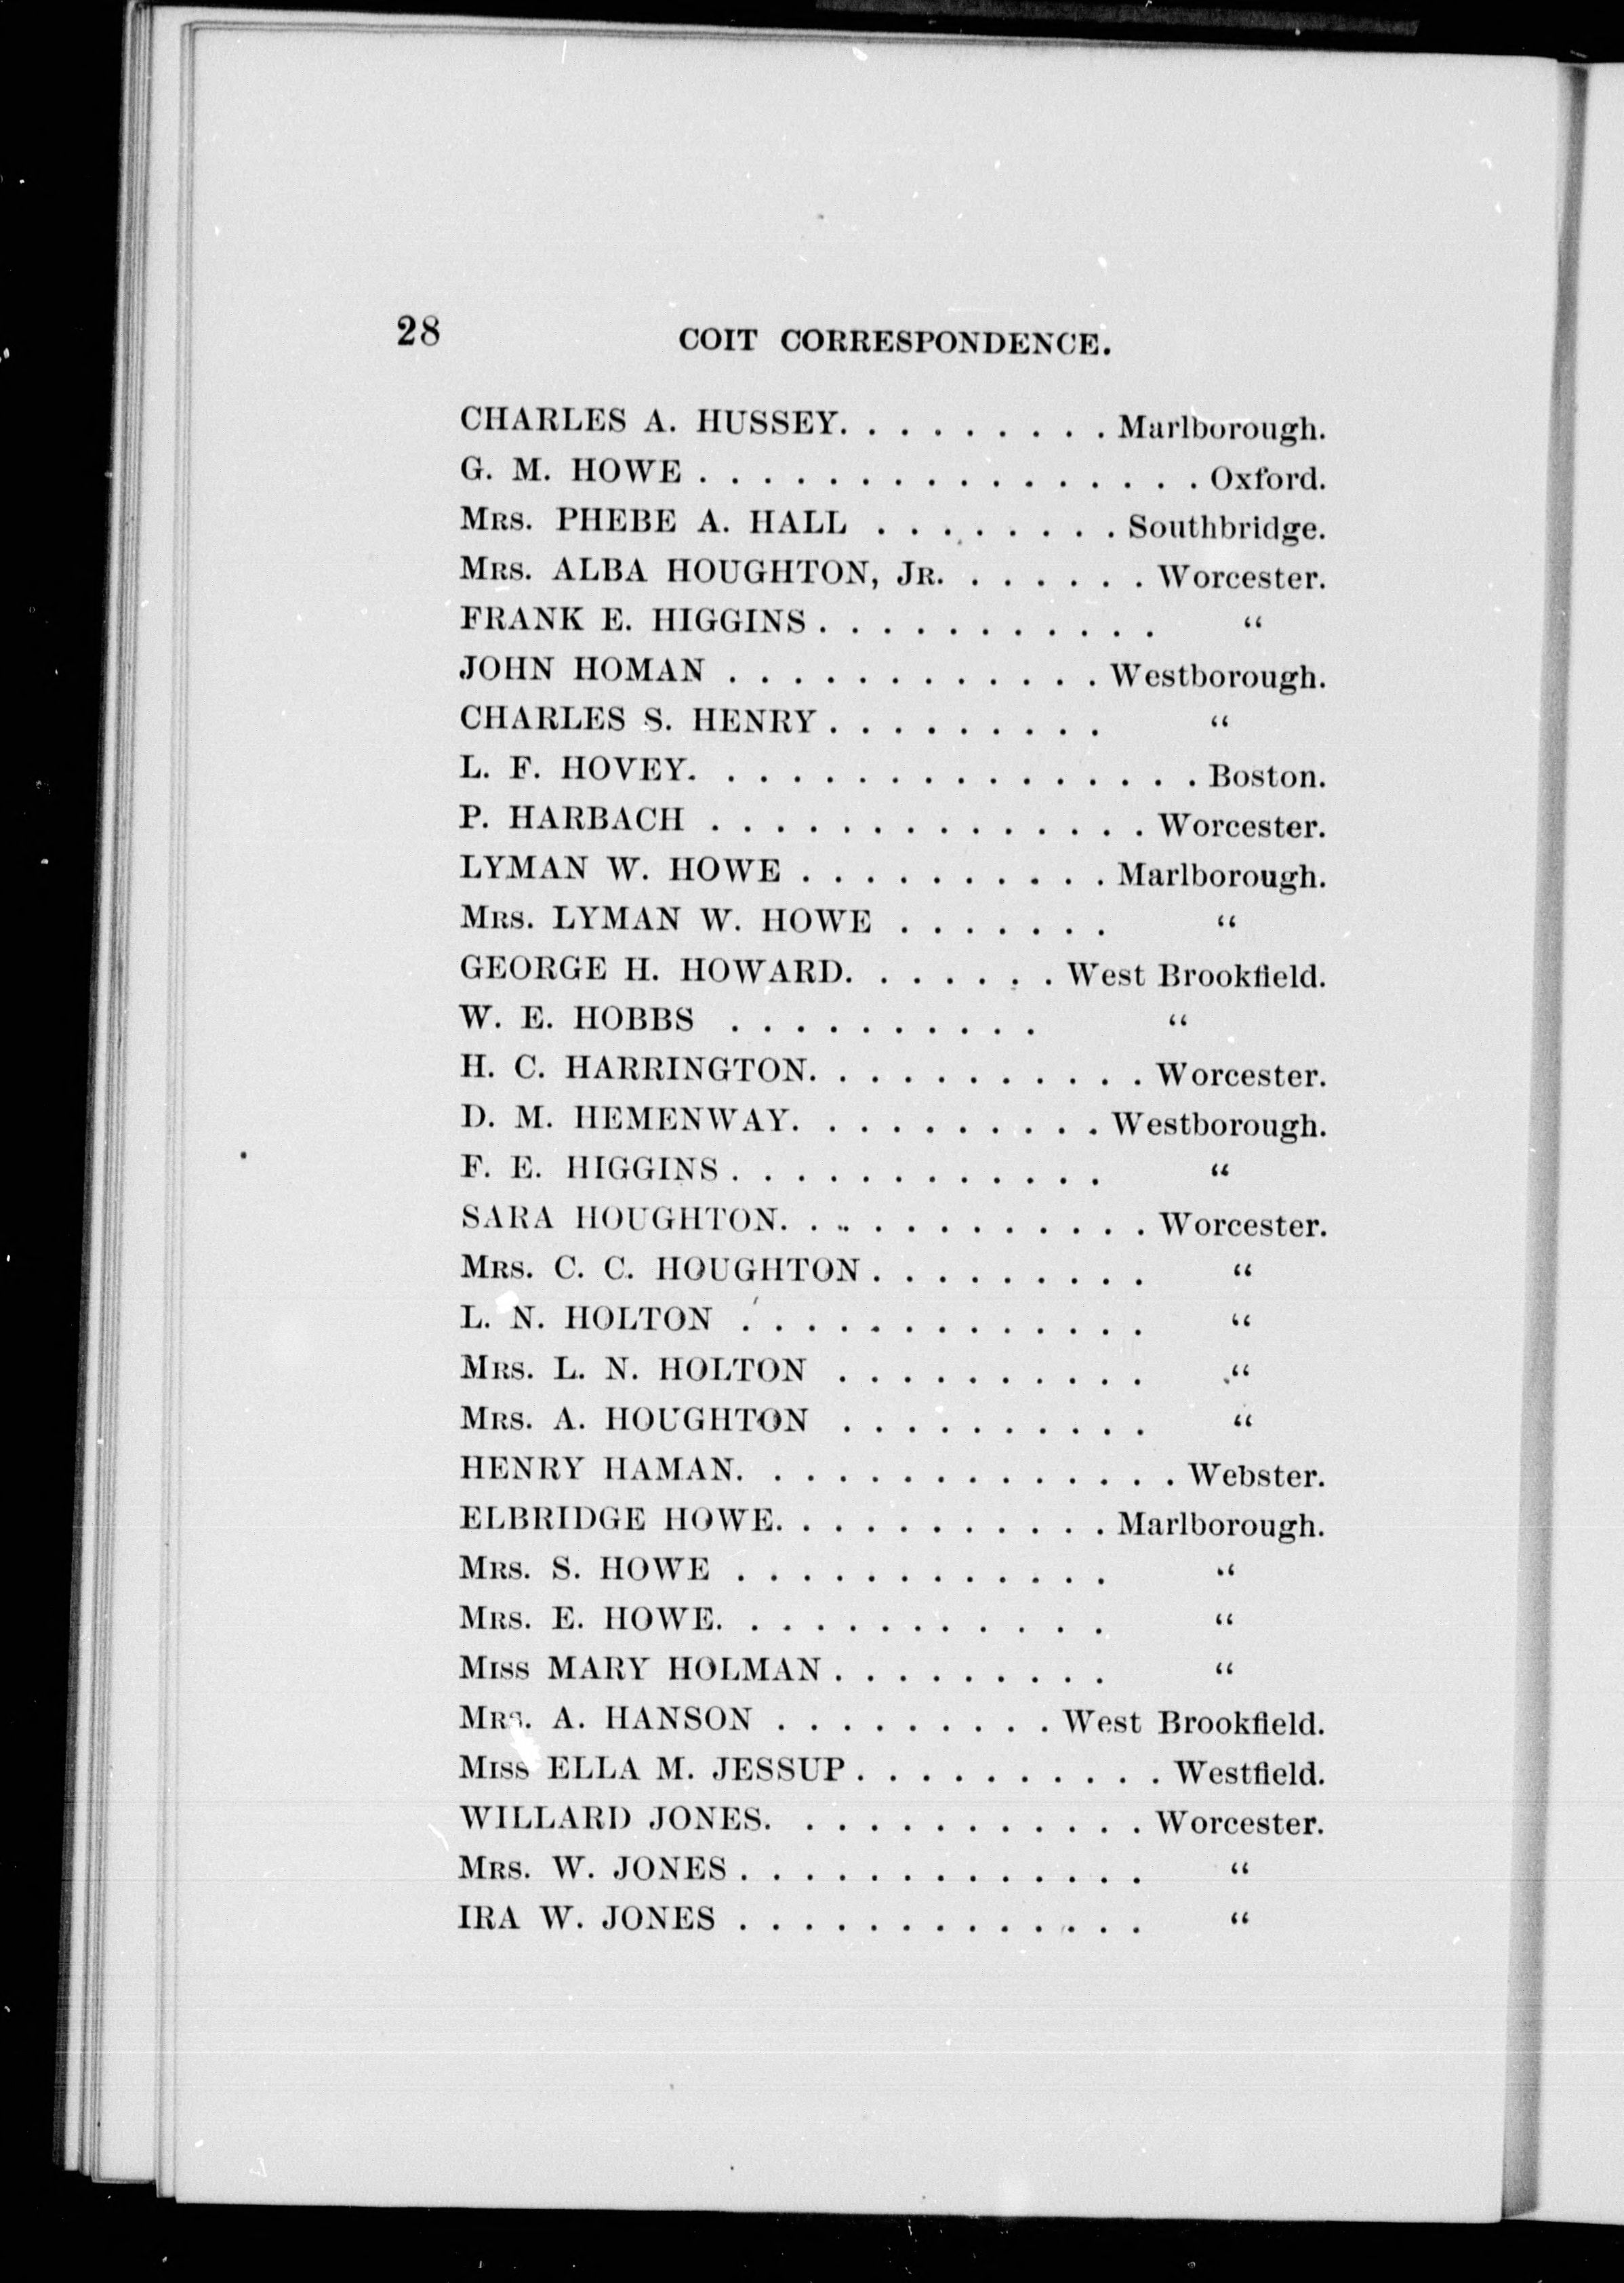 28 COIT CORRESPONDENCE.
CHARLES A. HUSSEY. . . . . . . . . Marlborough.
G. M. HOWE . . . . . . . . . . . . . . . . Oxford.
MRS. PHEBE A. HALL . . . . . . . . Southbridge.
MRS. ALBA HOUGHTON, JR. . . . . . . Worcester.
FRANK E. HIGGINS . . . . . . . . . . . "
JOHN HOMAN . . . . . . . . . . . . Westborough.
CHARLES S. HENRY . . . . . . . . . "
L. F. HOVEY. . . . . . . . . . . . . . . . Boston.
P. HARBACH . . . . . . . . . . . . . . Worcester.
LYMAN W. HOWE . . . . . . . . . . Marlborough.
MRS. LYMAN W. HOWE . . . . . . . "
GEORGE H. HOWARD. . . . . . . West Brookfield.
W. E. HOBBS . . . . . . . . . . "
H. C. HARRINGTON. . . . . . . . . . . Worcester.
D. M. HEMENWAY. . . . . . . . . . Westborough.
F. E. HIGGINS . . . . . . . . . . . . "
SARA HOUGHTON. . . . . . . . . . . . Worcester.
MRS. C. C. HOUGHTON . . . . . . . . . "
L. N. HOLTON . . . . . . . . . . . . . "
MRS. L. N. HOLTON . . . . . . . . . . "
MRS. A. HOUGHTON . . . . . . . . . . "
HENRY HAMAN. . . . . . . . . . . . . . Webster.
ELBRIDGE HOWE. . . . . . . . . . . Marlborough.
MRS. S. HOWE . . . . . . . . . . . . "
MRS. E. HOWE. . . . . . . . . . . . . "
MISS MARY HOLMAN . . . . . . . . . "
MRS. A. HANSON . . . . . . . . . West Brookfield.
MISS ELLA M. JESSUP . . . . . . . . . . Westfield.
WILLARD JONES. . . . . . . . . . . . Worcester.
MRS. W. JONES . . . . . . . . . . . . . "
IRA W. JONES . . . . . . . . . . . . . "